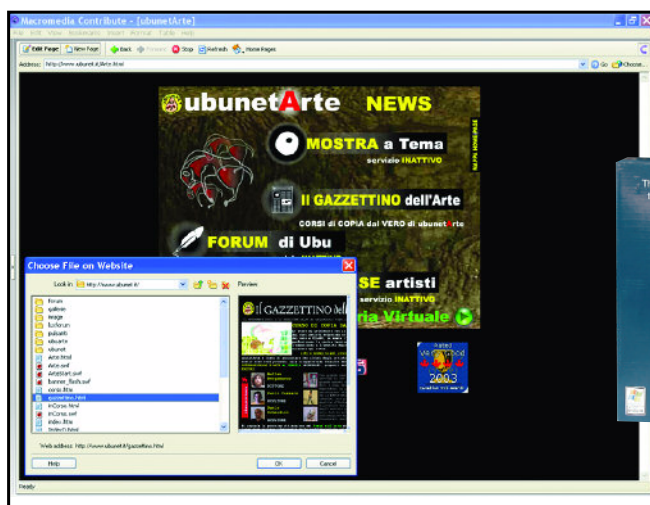 Macromedia Contribute - [ubunetArte]
File Edit View Bookmarks Insert Format Table Help
Edit Page New Page Back Forward Stop Refresh Home Pages
Address: http://www.ubunet.it/Arte.html Go Choose...
ubunetArte NEWS
MOSTRA a Tema
servizio INATTIVO
Il GAZZETTINO dell'Arte
CORSI di COPIA dal VERO di ubunetArte
FORUM di Ubu
SE artisti
servizio INATTIVO
ria Virtuale
2003
Choose File on Website
Look in: http://www.ubunet.it/ Preview:
forum
gallerie
image
pulsanti
ubuarte
ubunet
Arte.html
Arte.swf
banner_flash.swf
corso.htm
gazzettino.html
inCorso.html
inCorso.swf
index.htm
Il GAZZETTINO dell
Web address: http://www.ubunet.it/gazzettino.html
Help OK Cancel
Ready